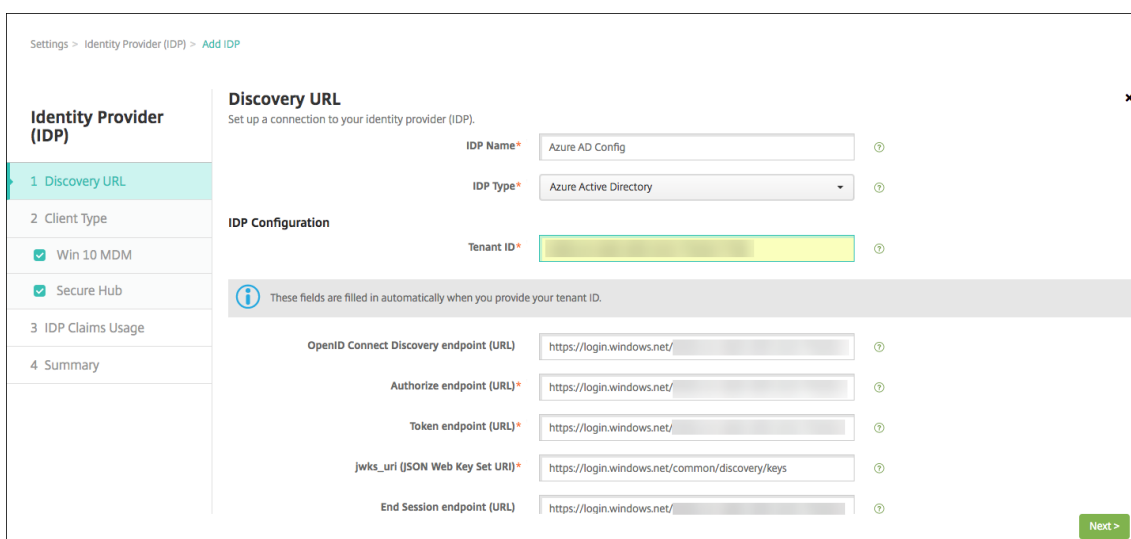 Settings > Identity Provider (IDP) > Add IDP
Identity Provider
(IDP)
1 Discovery URL
2 Client Type
Win 10 MDM
Secure Hub
3 IDP Claims Usage
4 Summary
Discovery URL
Set up a connection to your identity provider (IDP).
IDP Name* Azure AD Config
IDP Type* Azure Active Directory
IDP Configuration
Tenant ID*
These fields are filled in automatically when you provide your tenant ID.
OpenID Connect Discovery endpoint (URL) https://login.windows.net/
Authorize endpoint (URL)* https://login.windows.net/
Token endpoint (URL)* https://login.windows.net/
jwks_uri (JSON Web Key Set URI)* https://login.windows.net/common/discovery/keys
End Session endpoint (URL) https://login.windows.net/
Next >